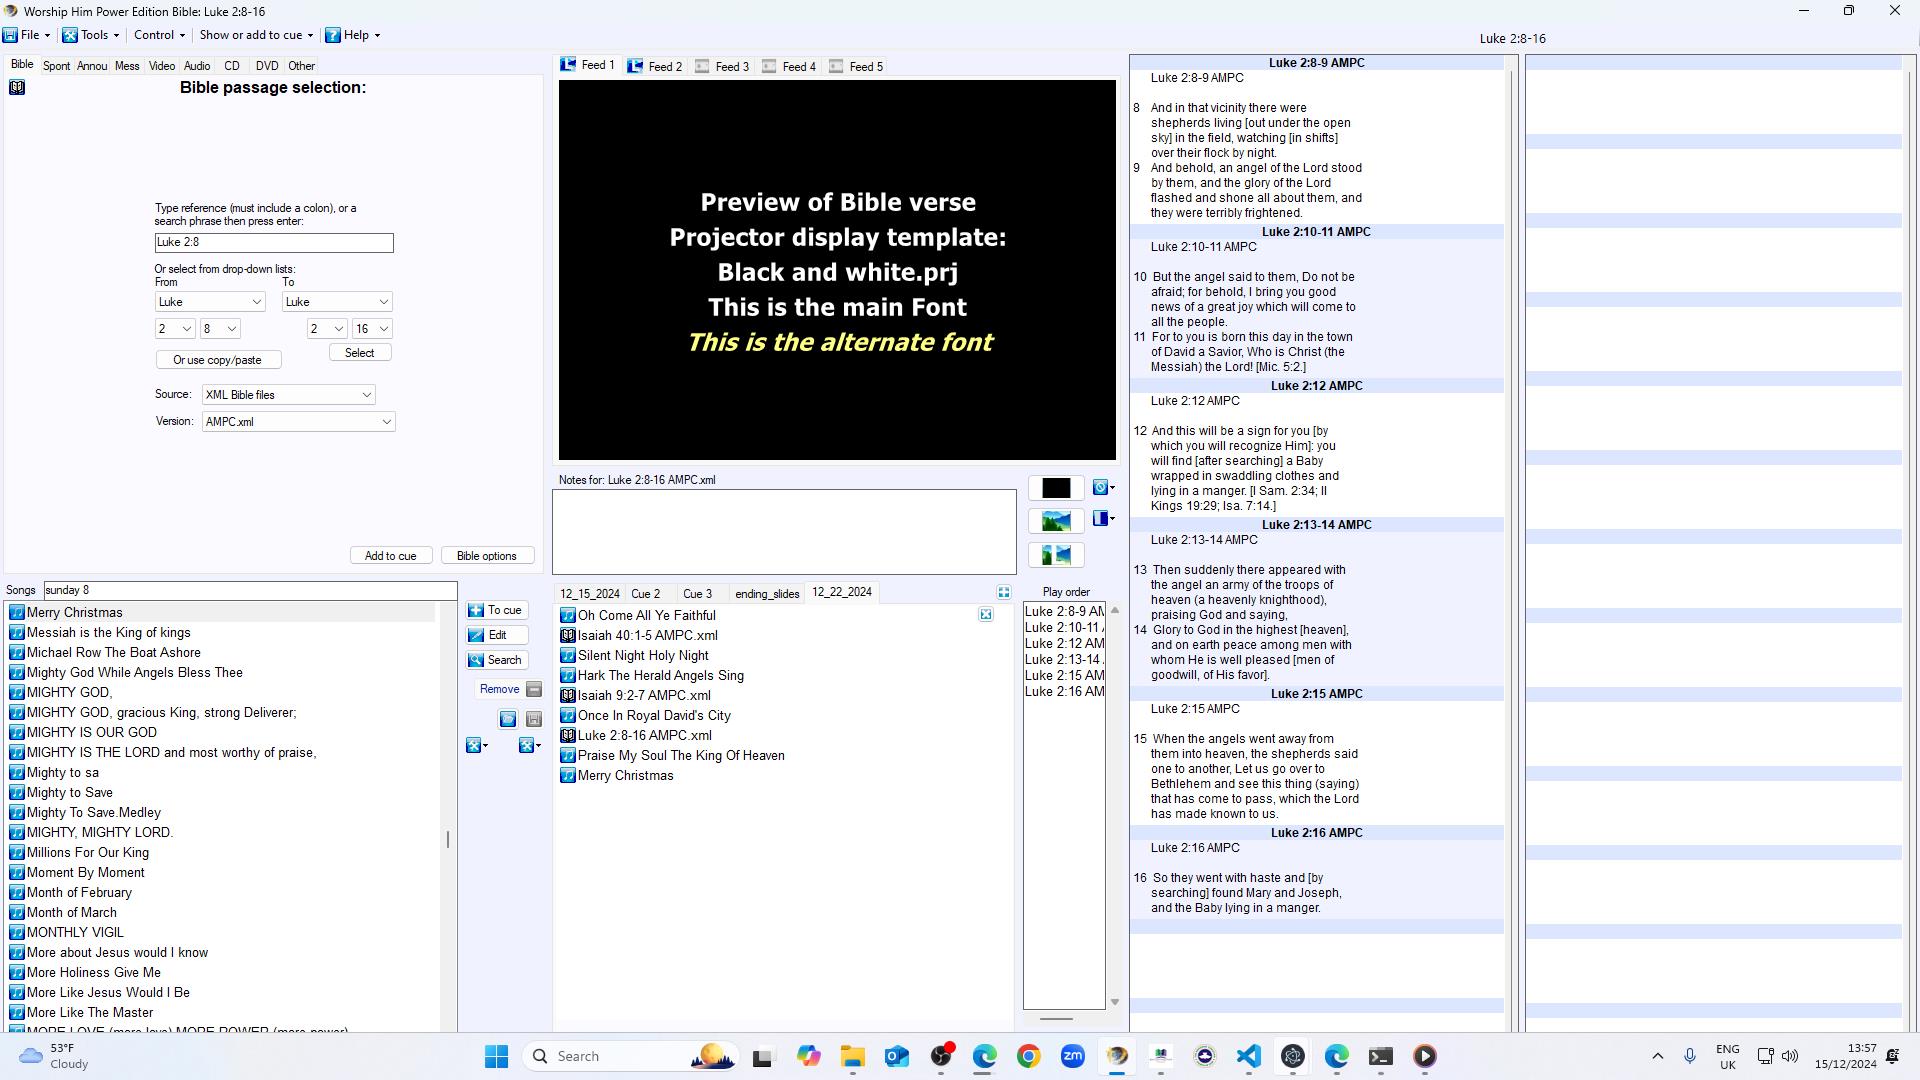 Worship Him Power Edition Bible: Luke 2:8-16
File Tools Control Show or add to cue Help
Luke 2:8-16
Bible Spont Annou Mess Video Audio CD DVD Other
Bible passage selection:
Type reference (must include a colon), or a
search phrase then press enter:
Luke 2:8
Or select from drop-down lists:
From To
Luke Luke
2 8 2 16
Or use copy/paste Select
Source: XML Bible files
Version: AMPC.xml
Add to cue Bible options
Feed 1 Feed 2 Feed 3 Feed 4 Feed 5
Preview of Bible verse
Projector display template:
Black and white.prj
This is the main Font
This is the alternate font
Notes for: Luke 2:8-16 AMPC.xml
Songs sunday 8
Merry Christmas
Messiah is the King of kings
Michael Row The Boat Ashore
Mighty God While Angels Bless Thee
MIGHTY GOD,
MIGHTY GOD, gracious King, strong Deliverer;
MIGHTY IS OUR GOD
MIGHTY IS THE LORD and most worthy of praise,
Mighty to sa
Mighty to Save
Mighty To Save.Medley
MIGHTY, MIGHTY LORD.
Millions For Our King
Moment By Moment
Month of February
Month of March
MONTHLY VIGIL
More about Jesus would I know
More Holiness Give Me
More Like Jesus Would I Be
More Like The Master
MORE LOVE (more love) MORE POWER (more power)
To cue
Edit
Search
Remove
12_15_2024 Cue 2 Cue 3 ending_slides 12_22_2024
Oh Come All Ye Faithful
Isaiah 40:1-5 AMPC.xml
Silent Night Holy Night
Hark The Herald Angels Sing
Isaiah 9:2-7 AMPC.xml
Once In Royal David's City
Luke 2:8-16 AMPC.xml
Praise My Soul The King Of Heaven
Merry Christmas
Play order
Luke 2:8-9 AM
Luke 2:10-11
Luke 2:12 AM
Luke 2:13-14
Luke 2:15 AM
Luke 2:16 AM
Luke 2:8-9 AMPC
Luke 2:8-9 AMPC
8 And in that vicinity there were
shepherds living [out under the open
sky] in the field, watching [in shifts]
over their flock by night.
9 And behold, an angel of the Lord stood
by them, and the glory of the Lord
flashed and shone all about them, and
they were terribly frightened.
Luke 2:10-11 AMPC
Luke 2:10-11 AMPC
10 But the angel said to them, Do not be
afraid; for behold, I bring you good
news of a great joy which will come to
all the people.
11 For to you is born this day in the town
of David a Savior, Who is Christ (the
Messiah) the Lord! [Mic. 5:2.]
Luke 2:12 AMPC
Luke 2:12 AMPC
12 And this will be a sign for you [by
which you will recognize Him]: you
will find [after searching] a Baby
wrapped in swaddling clothes and
lying in a manger. [I Sam. 2:34; II
Kings 19:29; Isa. 7:14.]
Luke 2:13-14 AMPC
Luke 2:13-14 AMPC
13 Then suddenly there appeared with
the angel an army of the troops of
heaven (a heavenly knighthood),
praising God and saying,
14 Glory to God in the highest [heaven],
and on earth peace among men with
whom He is well pleased [men of
goodwill, of His favor].
Luke 2:15 AMPC
Luke 2:15 AMPC
15 When the angels went away from
them into heaven, the shepherds said
one to another, Let us go over to
Bethlehem and see this thing (saying)
that has come to pass, which the Lord
has made known to us.
Luke 2:16 AMPC
Luke 2:16 AMPC
16 So they went with haste and [by
searching] found Mary and Joseph,
and the Baby lying in a manger.
53°F
Cloudy
Search
zm
ENG
UK
13:57
15/12/2024